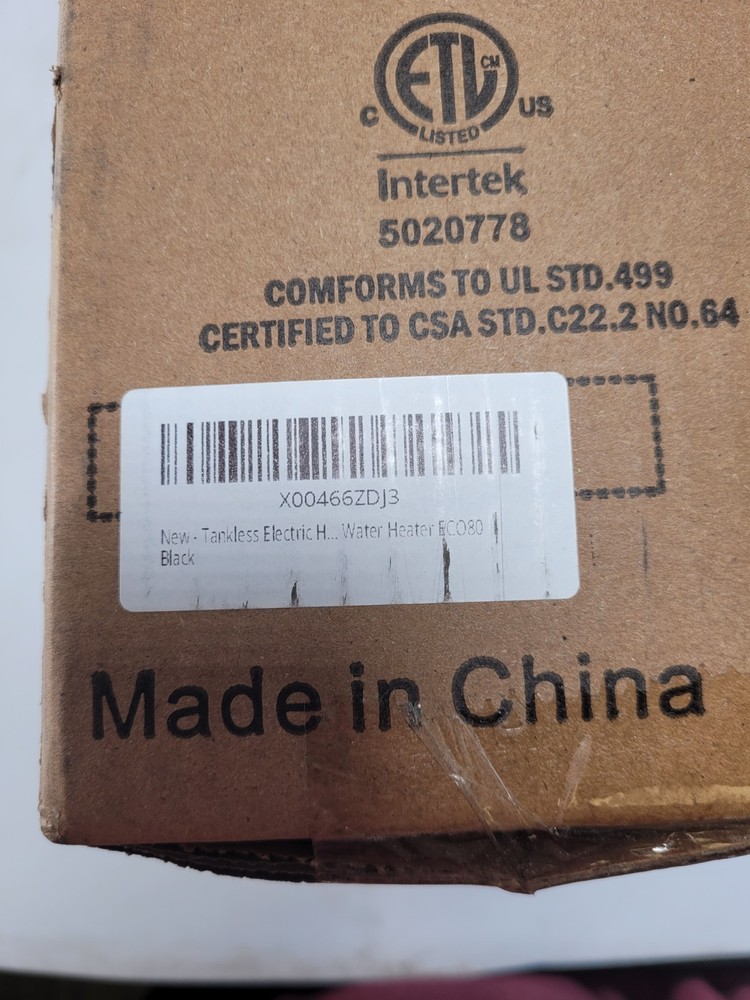 ETL CM
C US
LISTED
Intertek
5020778
COMFORMS TO UL STD.499
CERTIFIED TO CSA STD.C22.2 NO.64
X00466ZDJ3
New - Tankless Electric H... Water Heater ECO80
Black
Made in China